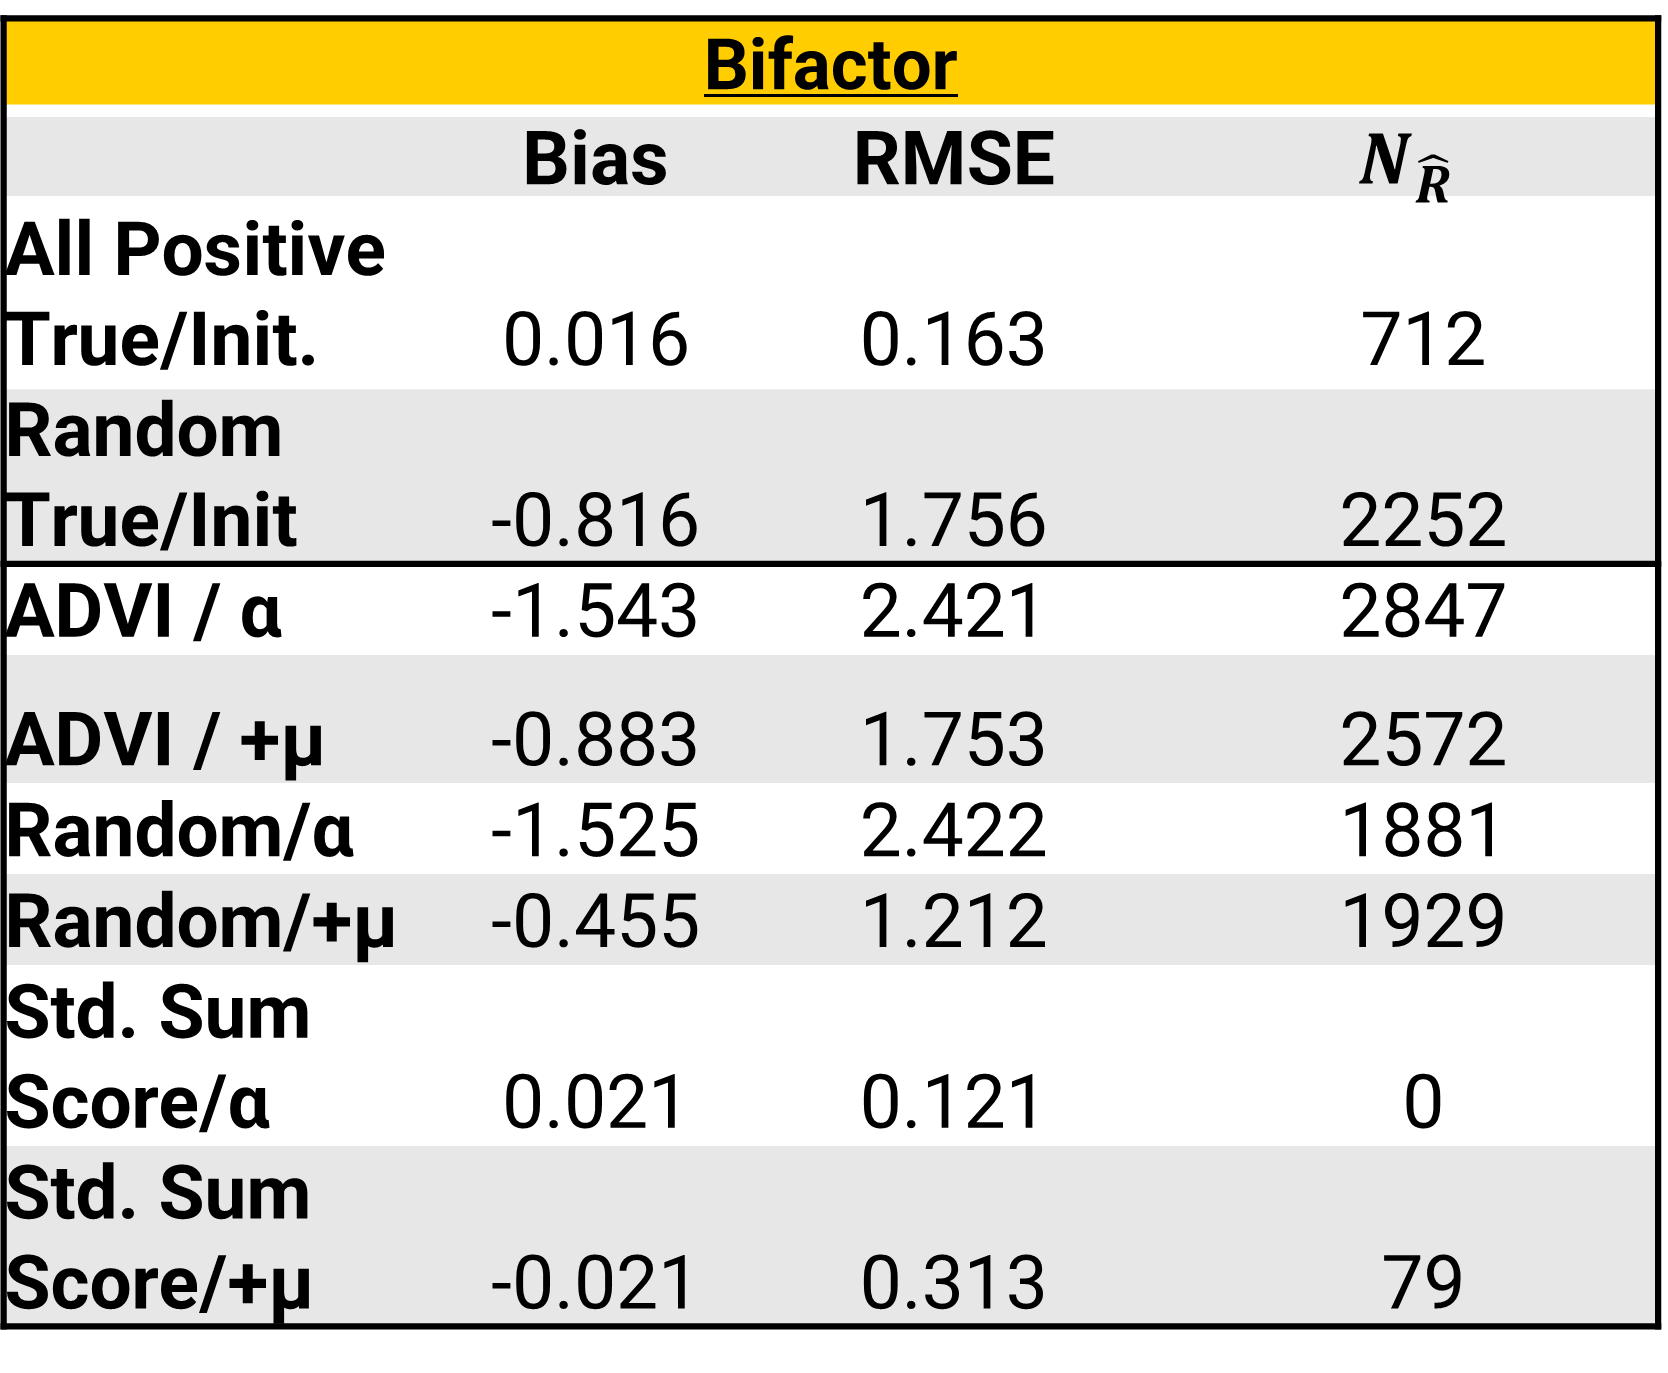 Bifactor
Bias RMSE N_R̂
All Positive
True/Init. 0.016 0.163 712
Random
True/Init -0.816 1.756 2252
ADVI / α -1.543 2.421 2847
ADVI / +μ -0.883 1.753 2572
Random/α -1.525 2.422 1881
Random/+μ -0.455 1.212 1929
Std. Sum
Score/α 0.021 0.121 0
Std. Sum
Score/+μ -0.021 0.313 79